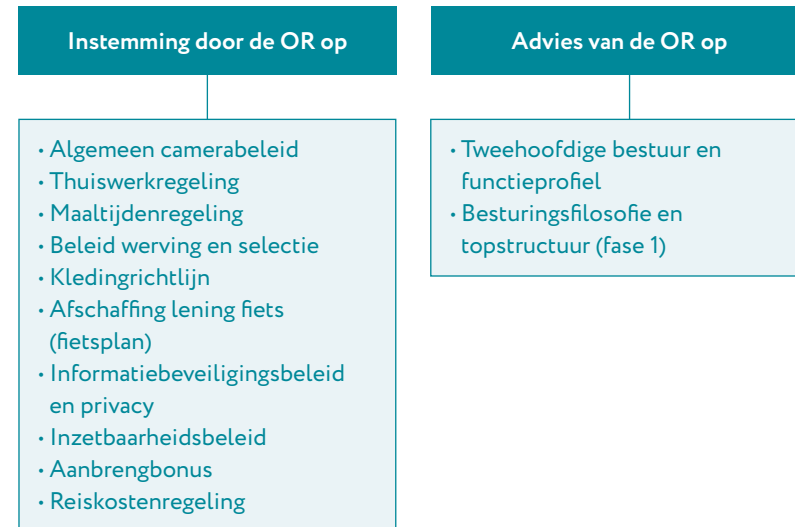 Instemming door de OR op
• Algemeen camerabeleid
• Thuiswerkregeling
• Maaltijdenregeling
• Beleid werving en selectie
• Kledingrichtlijn
• Afschaffing lening fiets
(fietsplan)
• Informatiebeveiligingsbeleid
en privacy
• Inzetbaarheidsbeleid
• Aanbrengbonus
• Reiskostenregeling
Advies van de OR op
• Tweehoofdige bestuur en
functieprofiel
• Besturingsfilosofie en
topstructuur (fase 1)